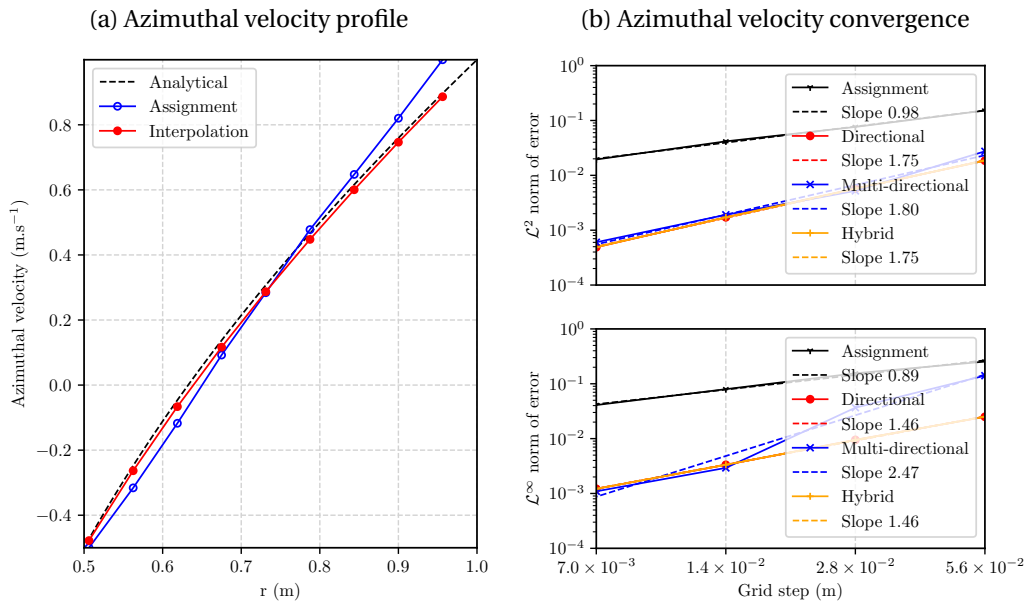 (a) Azimuthal velocity profile
Azimuthal velocity (m.s⁻¹)
0.8
0.6
0.4
0.2
0.0
−0.2
−0.4
Analytical
Assignment
Interpolation
0.5 0.6 0.7 0.8 0.9 1.0
r (m)
(b) Azimuthal velocity convergence
ℒ² norm of error
10⁰
10⁻¹
10⁻²
10⁻³
10⁻⁴
Assignment
Slope 0.98
Directional
Slope 1.75
Multi-directional
Slope 1.80
Hybrid
Slope 1.75
ℒ∞ norm of error
10⁰
10⁻¹
10⁻²
10⁻³
10⁻⁴
Assignment
Slope 0.89
Directional
Slope 1.46
Multi-directional
Slope 2.47
Hybrid
Slope 1.46
7.0 × 10⁻³ 1.4 × 10⁻² 2.8 × 10⁻² 5.6 × 10⁻²
Grid step (m)